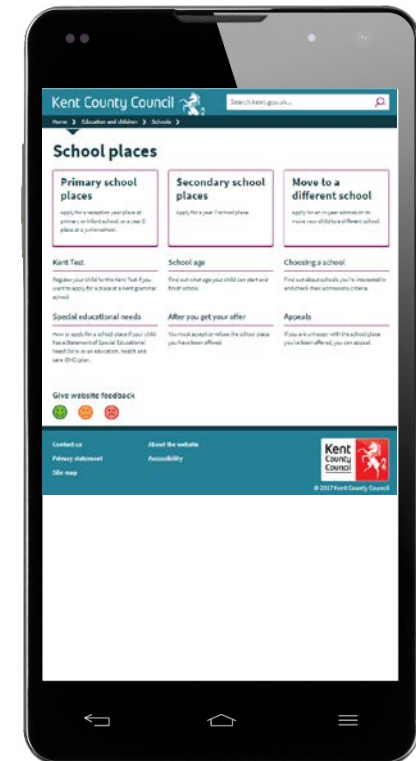 Kent County Council
Search kent.gov.uk...
Home > Education and children > Schools >
School places
Primary school
places
Apply for a reception year place at
primary or infant school, or a year 3
place at a junior school.
Secondary school
places
Apply for a year 7 school place.
Move to a
different school
Apply for an in-year admission to
move your child to a different school.
Kent Test
Register your child for the Kent Test if you
want to apply for a place at a Kent grammar
school.
School age
Find out what age your child can start and
finish school.
Choosing a school
Find out about schools you're interested in
and check their admissions criteria.
Special educational needs
How to apply for a school place if your child
has a Statement of Special Educational
Need (SEN) or an education, health and
care (EHC) plan.
After you get your offer
You must accept or refuse the school place
you have been offered.
Appeals
If you are unhappy with the school place
you've been offered, you can appeal.
Give website feedback
Contact us
About the website
Privacy statement
Accessibility
Site map
Kent
County
Council
© 2017 Kent County Council